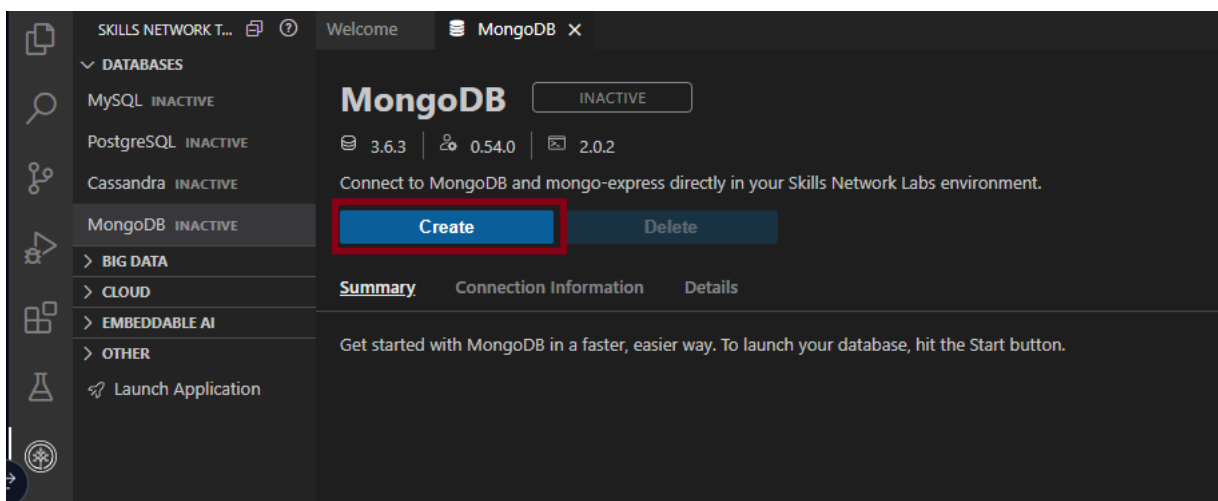 SKILLS NETWORK T...
Welcome
MongoDB
DATABASES
MySQL INACTIVE
PostgreSQL INACTIVE
Cassandra INACTIVE
MongoDB INACTIVE
BIG DATA
CLOUD
EMBEDDABLE AI
OTHER
Launch Application
MongoDB INACTIVE
3.6.3 0.54.0 2.0.2
Connect to MongoDB and mongo-express directly in your Skills Network Labs environment.
Create Delete
Summary Connection Information Details
Get started with MongoDB in a faster, easier way. To launch your database, hit the Start button.